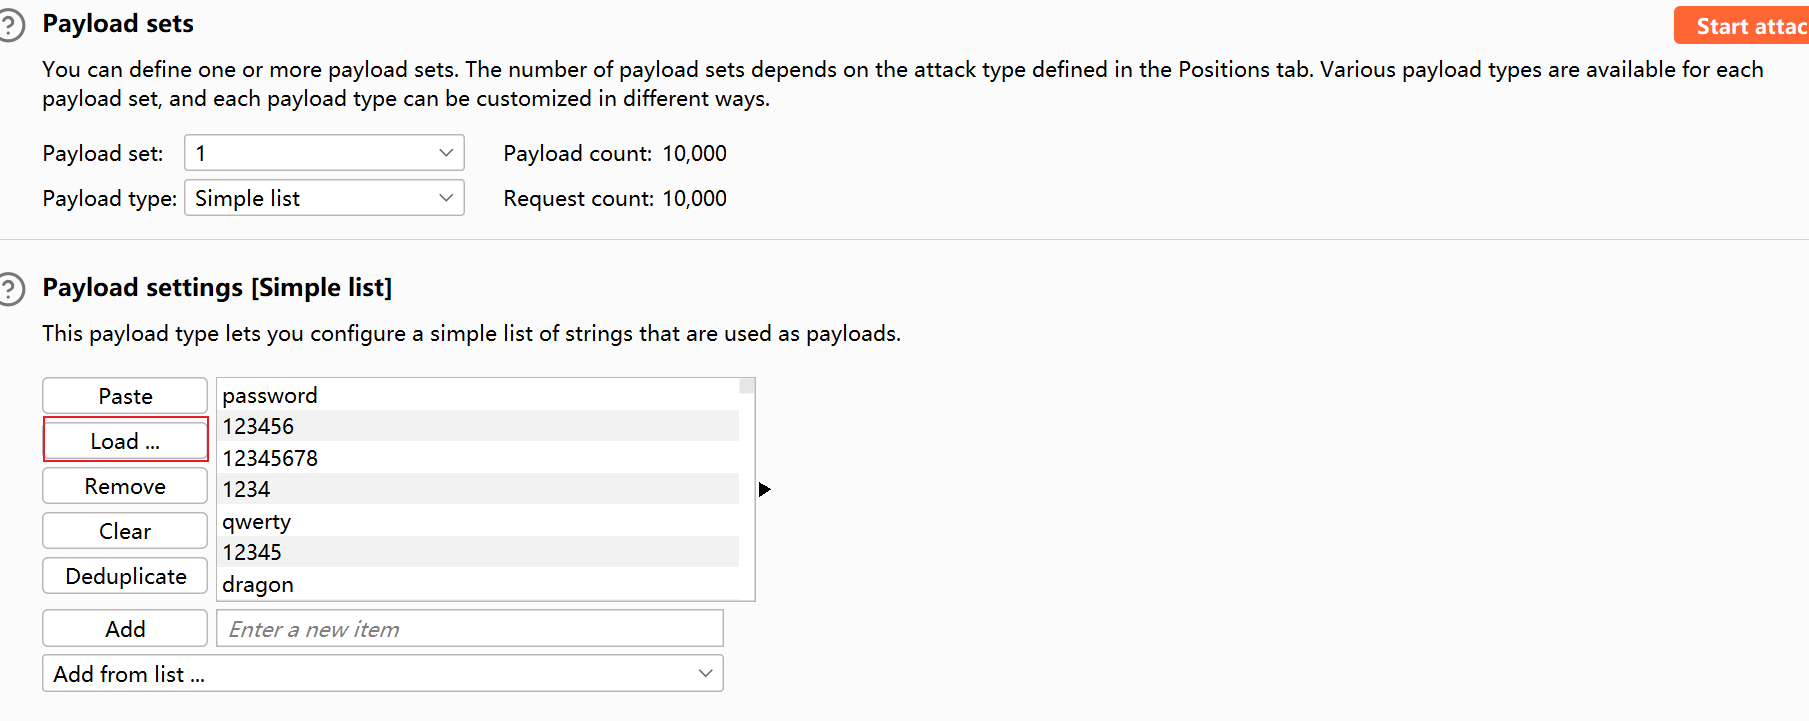 Payload sets
Start attac
You can define one or more payload sets. The number of payload sets depends on the attack type defined in the Positions tab. Various payload types are available for each
payload set, and each payload type can be customized in different ways.
Payload set: 1 Payload count: 10,000
Payload type: Simple list Request count: 10,000
Payload settings [Simple list]
This payload type lets you configure a simple list of strings that are used as payloads.
Paste
Load ...
Remove
Clear
Deduplicate
password
123456
12345678
1234
qwerty
12345
dragon
Add Enter a new item
Add from list ...